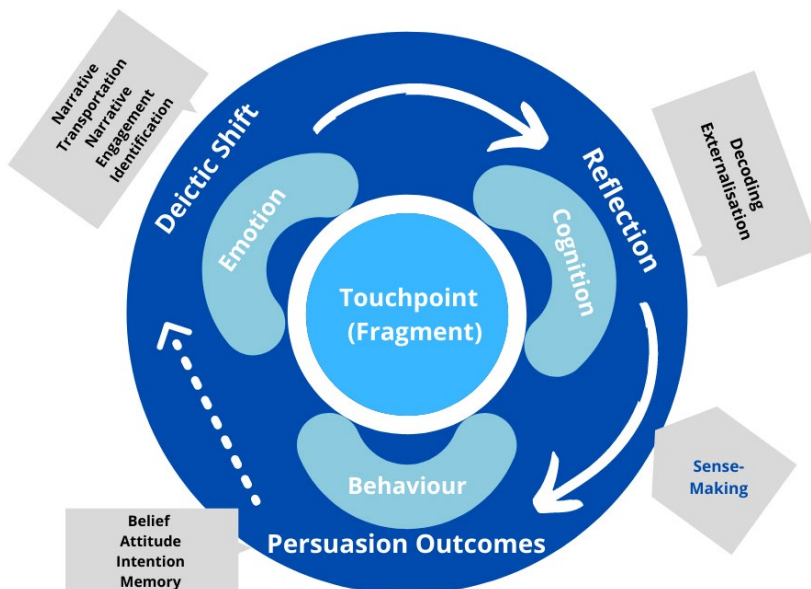 Narrative
Transportation
Narrative
Engagement
Identification
Deictic Shift
Emotion
Reflection
Cognition
Decoding
Externalisation
Touchpoint
(Fragment)
Sense-
Making
Behaviour
Persuasion Outcomes
Belief
Attitude
Intention
Memory